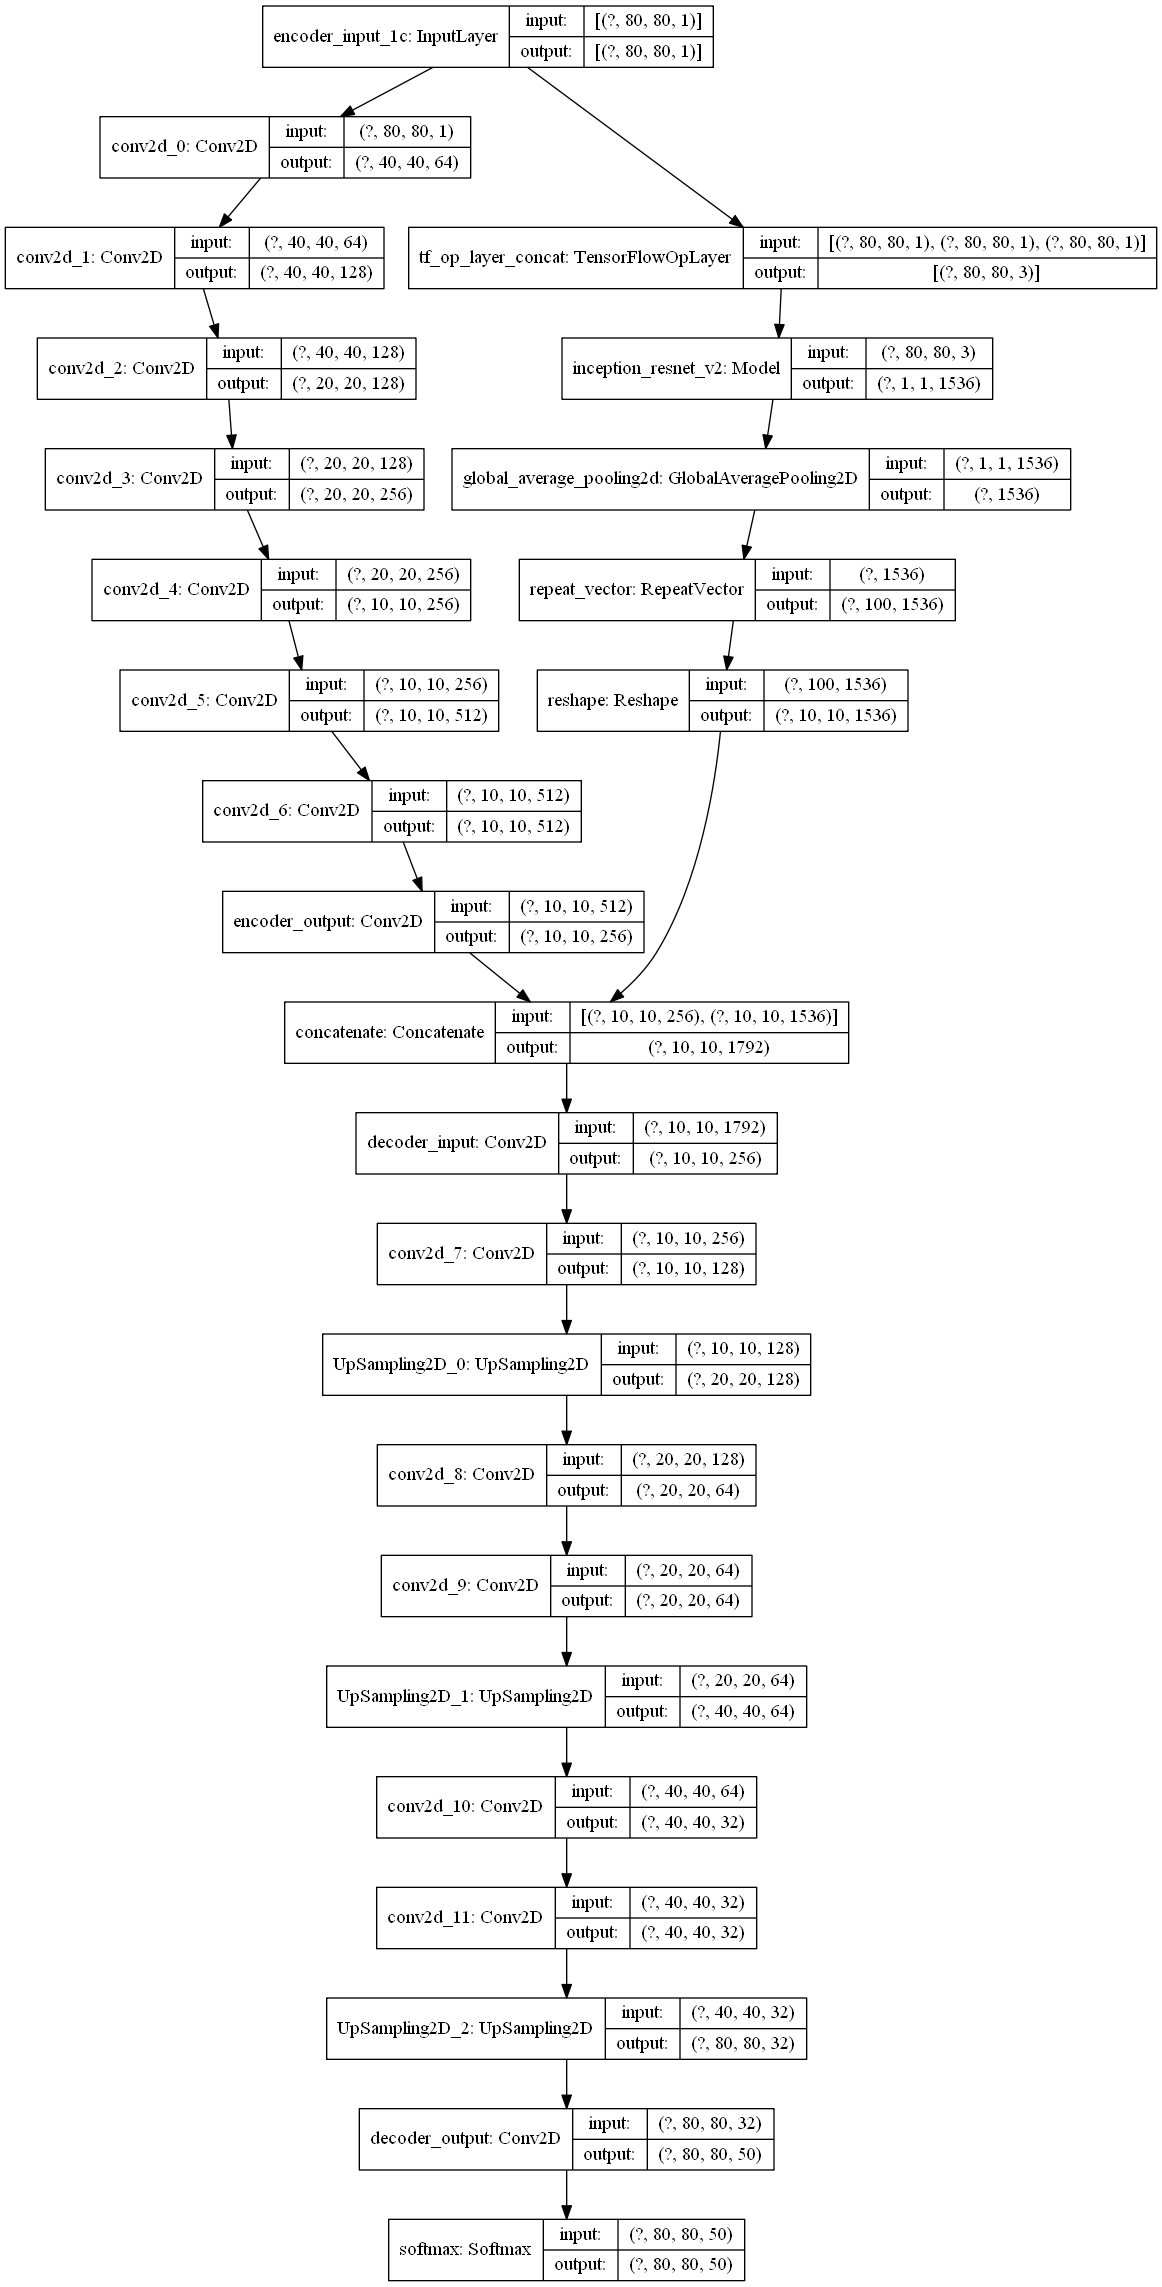 encoder_input_1c: InputLayer
input:
[(?, 80, 80, 1)]
output:
[(?, 80, 80, 1)]
conv2d_0: Conv2D
input:
(?, 80, 80, 1)
output:
(?, 40, 40, 64)
conv2d_1: Conv2D
input:
(?, 40, 40, 64)
output:
(?, 40, 40, 128)
tf_op_layer_concat: TensorFlowOpLayer
input:
[(?, 80, 80, 1), (?, 80, 80, 1), (?, 80, 80, 1)]
output:
[(?, 80, 80, 3)]
conv2d_2: Conv2D
input:
(?, 40, 40, 128)
output:
(?, 20, 20, 128)
inception_resnet_v2: Model
input:
(?, 80, 80, 3)
output:
(?, 1, 1, 1536)
conv2d_3: Conv2D
input:
(?, 20, 20, 128)
output:
(?, 20, 20, 256)
global_average_pooling2d: GlobalAveragePooling2D
input:
(?, 1, 1, 1536)
output:
(?, 1536)
conv2d_4: Conv2D
input:
(?, 20, 20, 256)
output:
(?, 10, 10, 256)
repeat_vector: RepeatVector
input:
(?, 1536)
output:
(?, 100, 1536)
conv2d_5: Conv2D
input:
(?, 10, 10, 256)
output:
(?, 10, 10, 512)
reshape: Reshape
input:
(?, 100, 1536)
output:
(?, 10, 10, 1536)
conv2d_6: Conv2D
input:
(?, 10, 10, 512)
output:
(?, 10, 10, 512)
encoder_output: Conv2D
input:
(?, 10, 10, 512)
output:
(?, 10, 10, 256)
concatenate: Concatenate
input:
[(?, 10, 10, 256), (?, 10, 10, 1536)]
output:
(?, 10, 10, 1792)
decoder_input: Conv2D
input:
(?, 10, 10, 1792)
output:
(?, 10, 10, 256)
conv2d_7: Conv2D
input:
(?, 10, 10, 256)
output:
(?, 10, 10, 128)
UpSampling2D_0: UpSampling2D
input:
(?, 10, 10, 128)
output:
(?, 20, 20, 128)
conv2d_8: Conv2D
input:
(?, 20, 20, 128)
output:
(?, 20, 20, 64)
conv2d_9: Conv2D
input:
(?, 20, 20, 64)
output:
(?, 20, 20, 64)
UpSampling2D_1: UpSampling2D
input:
(?, 20, 20, 64)
output:
(?, 40, 40, 64)
conv2d_10: Conv2D
input:
(?, 40, 40, 64)
output:
(?, 40, 40, 32)
conv2d_11: Conv2D
input:
(?, 40, 40, 32)
output:
(?, 40, 40, 32)
UpSampling2D_2: UpSampling2D
input:
(?, 40, 40, 32)
output:
(?, 80, 80, 32)
decoder_output: Conv2D
input:
(?, 80, 80, 32)
output:
(?, 80, 80, 50)
softmax: Softmax
input:
(?, 80, 80, 50)
output:
(?, 80, 80, 50)